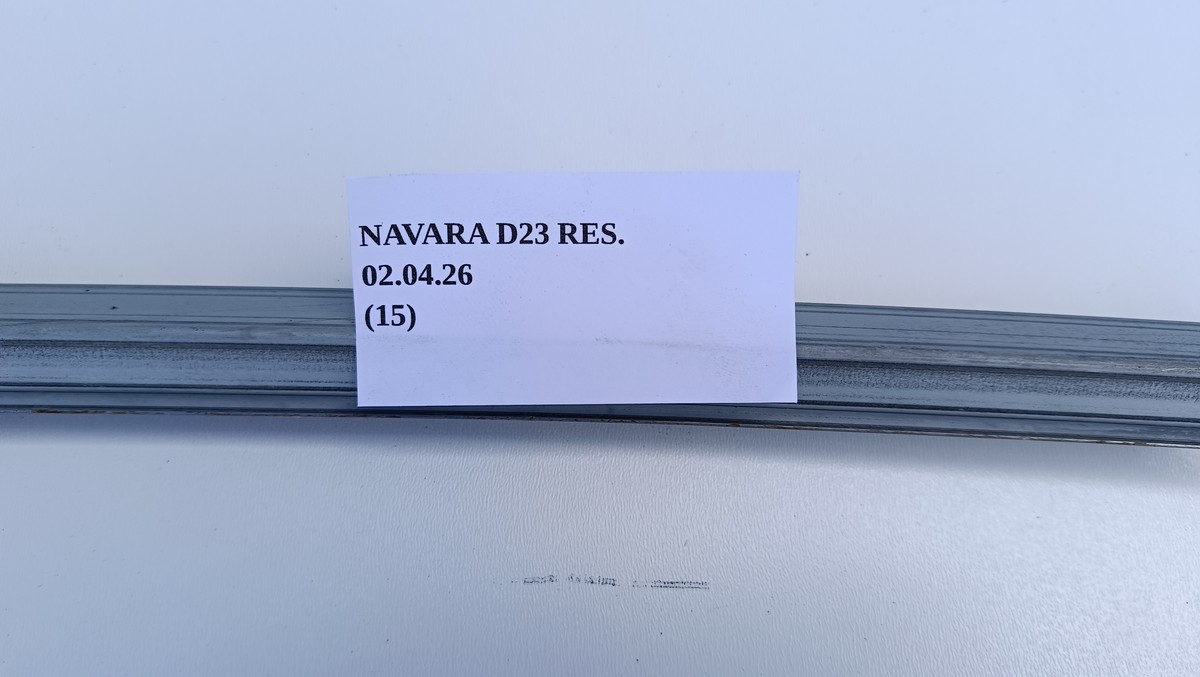 NAVARA D23 RES.
02.04.26
(15)